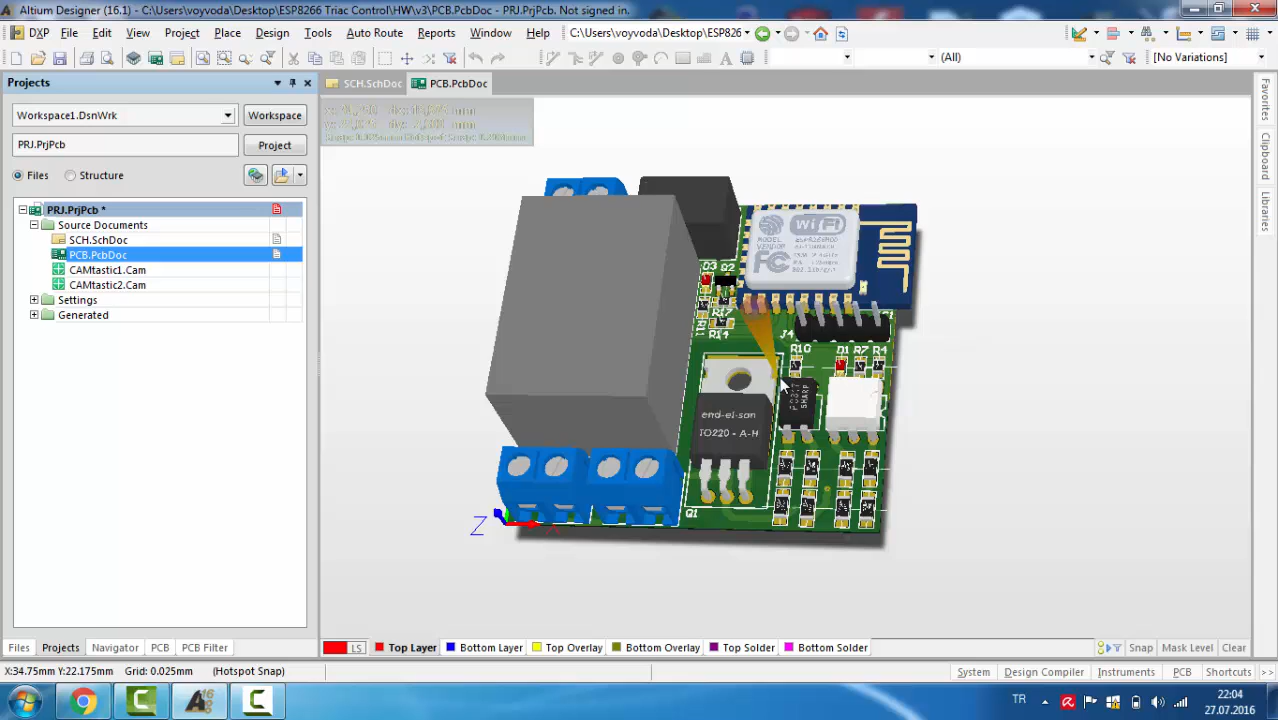 Altium Designer (16.1) - C:\Users\voyvoda\Desktop\ESP8266 Triac Control\HW\v3\PCB.PcbDoc - PRJ.PrjPcb. Not signed in.
DXP File Edit View Project Place Design Tools Auto Route Reports Window Help C:\Users\voyvoda\Desktop\ESP826
(All) [No Variations]
Projects
SCH.SchDoc PCB.PcbDoc
Workspace1.DsnWrk Workspace
PRJ.PrjPcb Project
Files Structure
PRJ.PrjPcb *
Source Documents
SCH.SchDoc
PCB.PcbDoc
CAMtastic1.Cam
CAMtastic2.Cam
Settings
Generated
Favorites
Clipboard
Libraries
WiFi
MODEL
VENDOR
FC
Q3 Q2
R17
R11 R14
J4
R10 D1 R7 R4
SHARP
end-el-san
TO220 - A-H
Q1
Z
Files Projects Navigator PCB PCB Filter
LS Top Layer Bottom Layer Top Overlay Bottom Overlay Top Solder Bottom Solder Snap Mask Level Clear
X:34.75mm Y:22.175mm Grid: 0.025mm (Hotspot Snap) System Design Compiler Instruments PCB Shortcuts >>
TR 22:04
27.07.2016